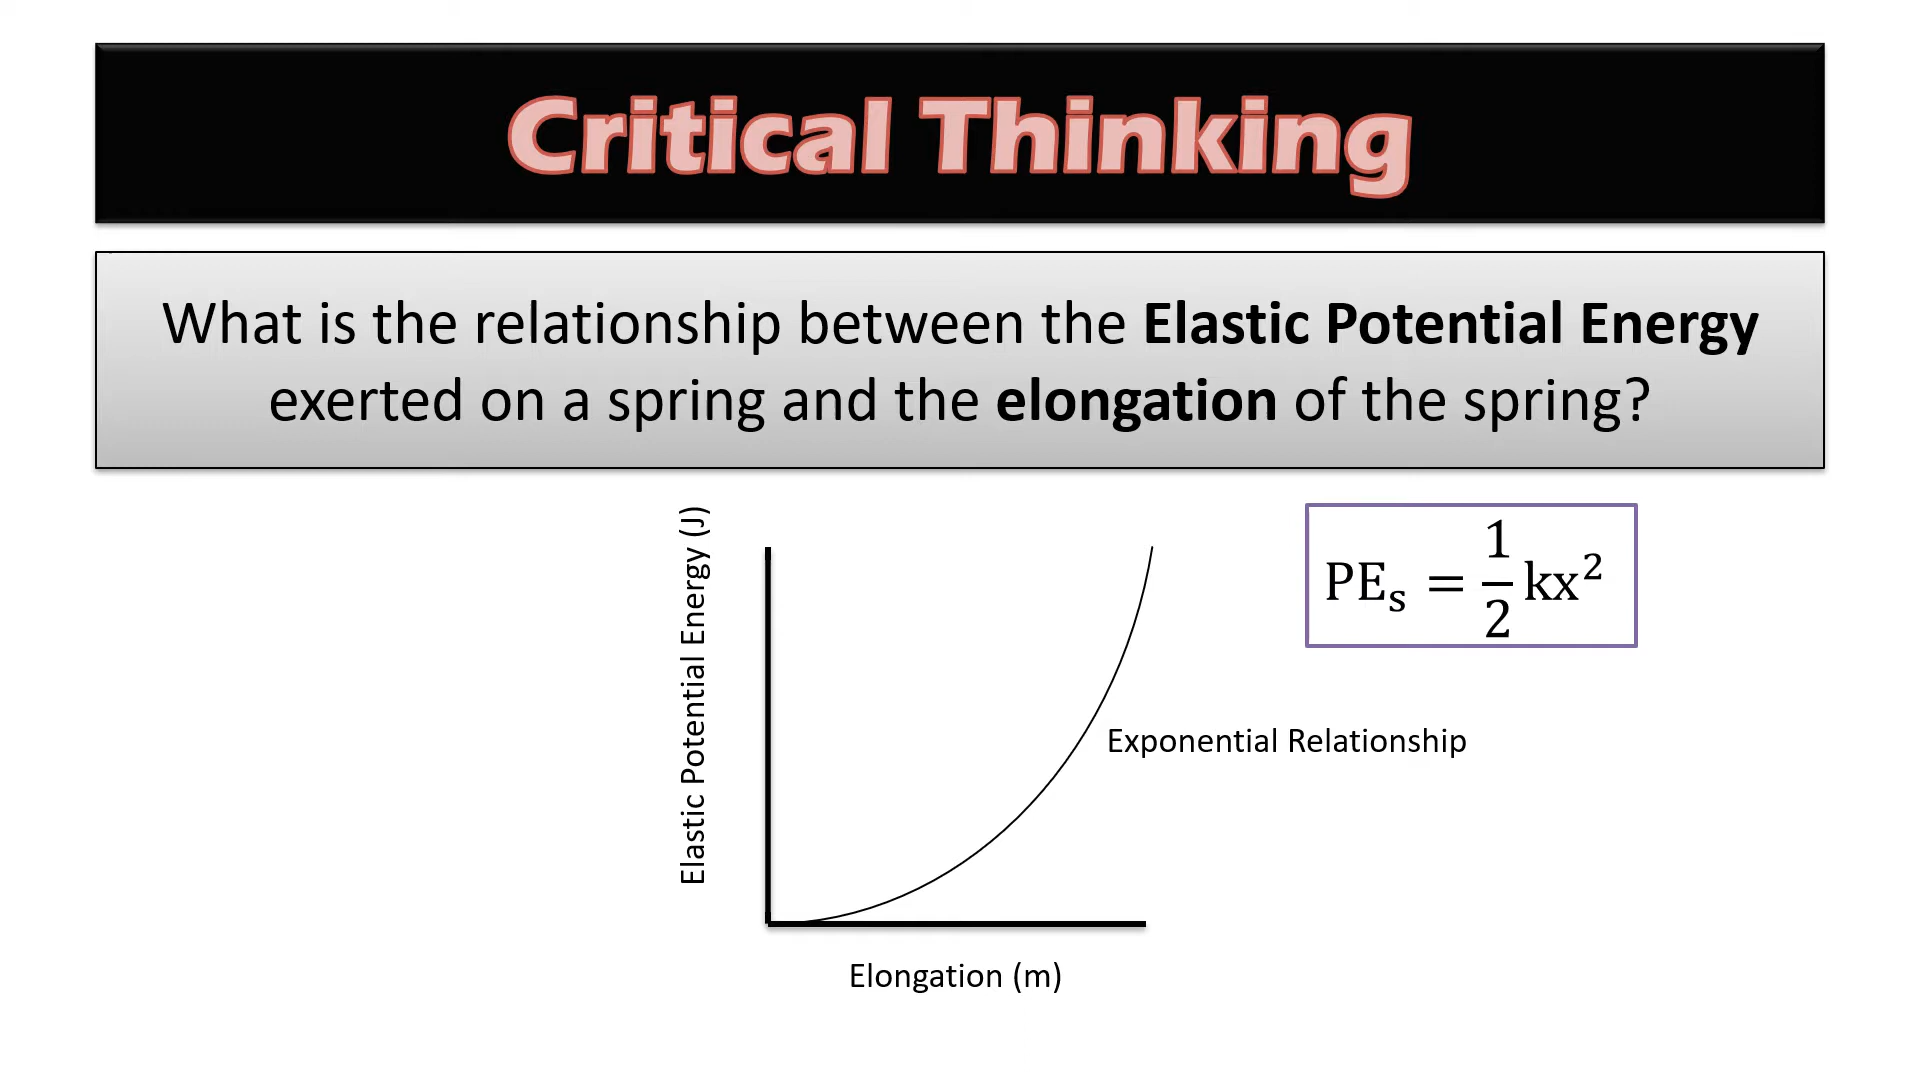 Critical Thinking
What is the relationship between the Elastic Potential Energy
exerted on a spring and the elongation of the spring?
Elastic Potential Energy (J)
PEₛ = 1/2 kx²
Exponential Relationship
Elongation (m)